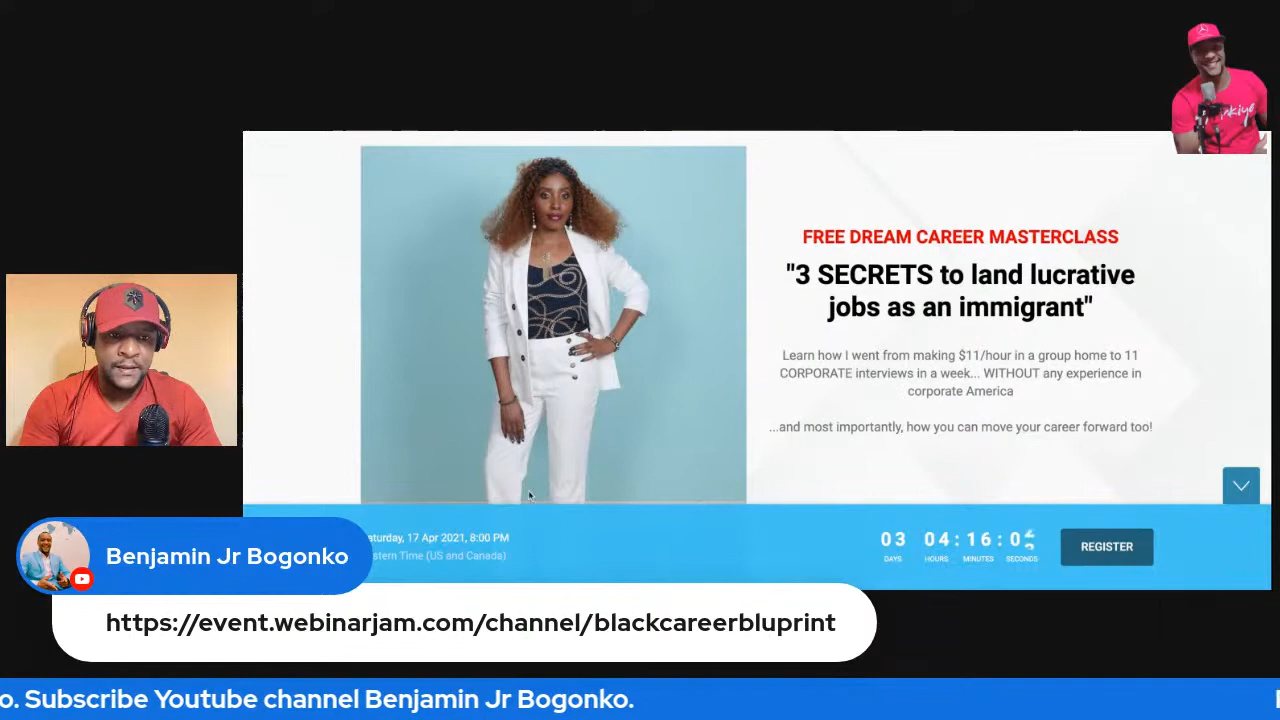 FREE DREAM CAREER MASTERCLASS
"3 SECRETS to land lucrative
jobs as an immigrant"
Learn how I went from making $11/hour in a group home to 11
CORPORATE interviews in a week... WITHOUT any experience in
corporate America
...and most importantly, how you can move your career forward too!
aturday, 17 Apr 2021, 8:00 PM
stern Time (US and Canada)
03 04:16:0
DAYS HOURS MINUTES SECONDS
REGISTER
Benjamin Jr Bogonko
https://event.webinarjam.com/channel/blackcareerbluprint
o. Subscribe Youtube channel Benjamin Jr Bogonko.